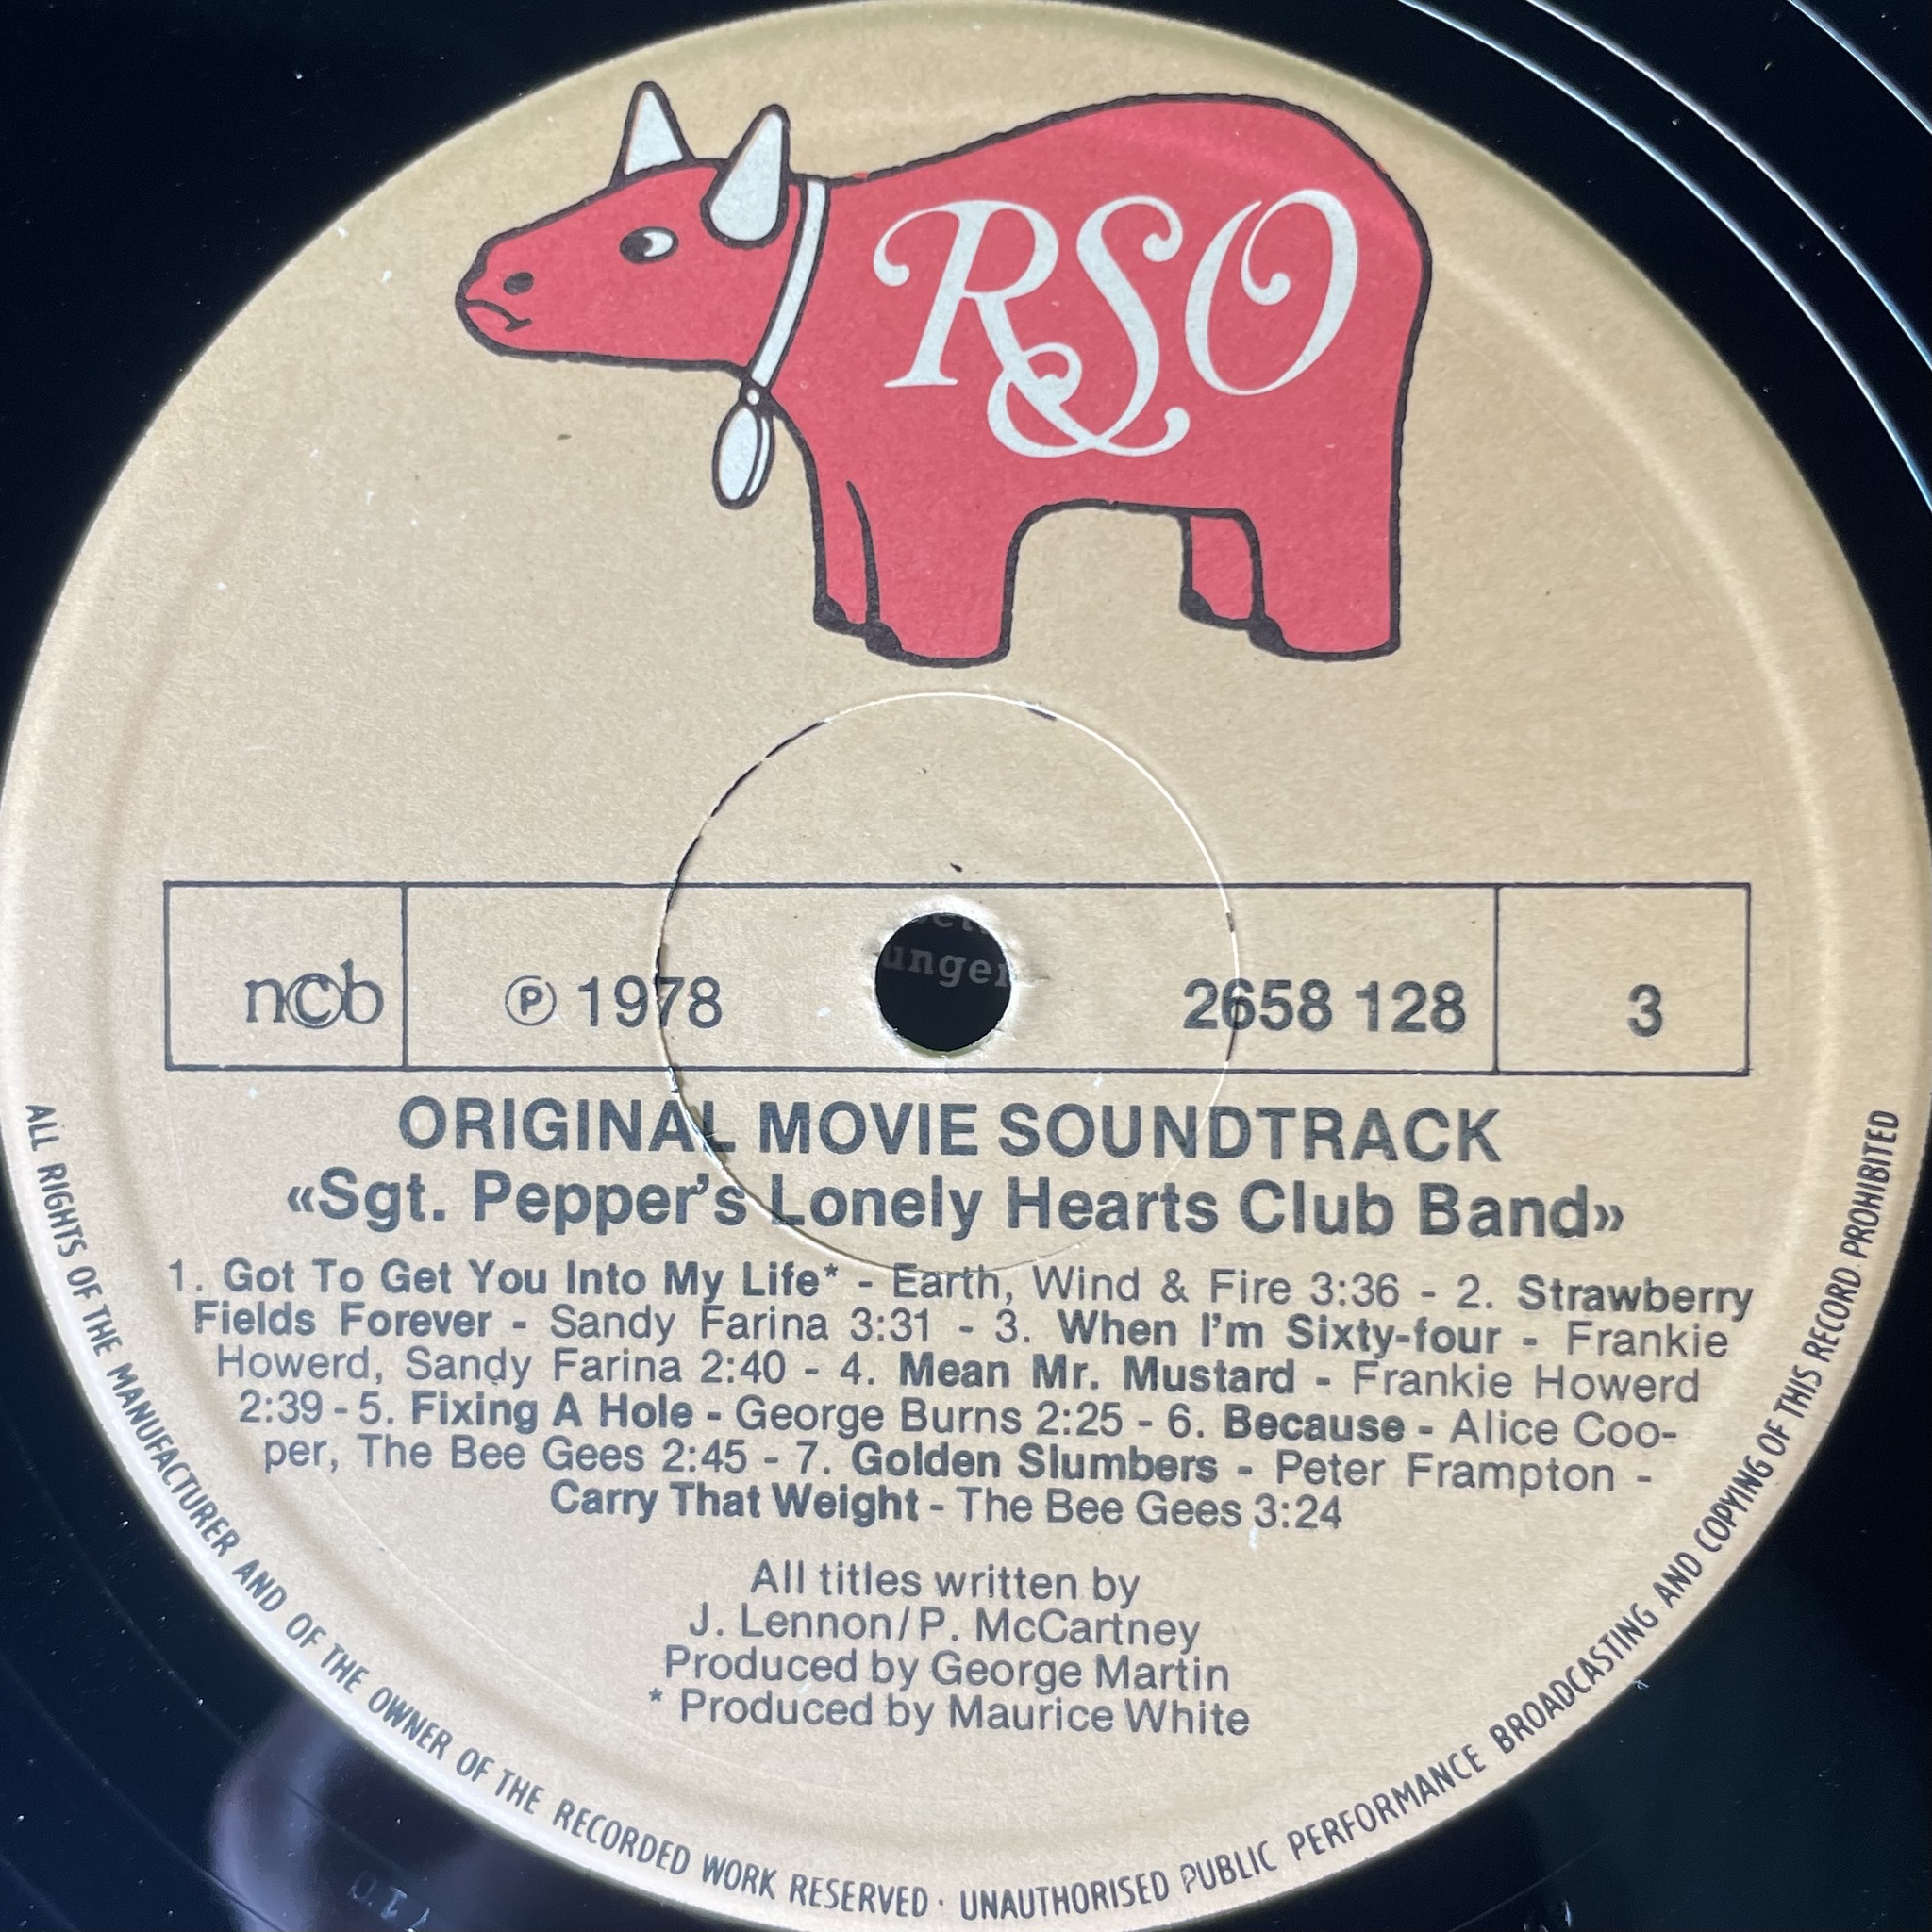 RSO
ncb
Ⓟ 1978
2658 128
3
ORIGINAL MOVIE SOUNDTRACK
«Sgt. Pepper's Lonely Hearts Club Band»
1. Got To Get You Into My Life* - Earth, Wind & Fire 3:36 - 2. Strawberry
Fields Forever - Sandy Farina 3:31 - 3. When I'm Sixty-four - Frankie
Howerd, Sandy Farina 2:40 - 4. Mean Mr. Mustard - Frankie Howerd
2:39 - 5. Fixing A Hole - George Burns 2:25 - 6. Because - Alice Coo-
per, The Bee Gees 2:45 - 7. Golden Slumbers - Peter Frampton -
Carry That Weight - The Bee Gees 3:24
All titles written by
J. Lennon/P. McCartney
Produced by George Martin
* Produced by Maurice White
ALL RIGHTS OF THE MANUFACTURER AND OF THE OWNER OF THE RECORDED WORK RESERVED · UNAUTHORISED PUBLIC PERFORMANCE BROADCASTING AND COPYING OF THIS RECORD PROHIBITED